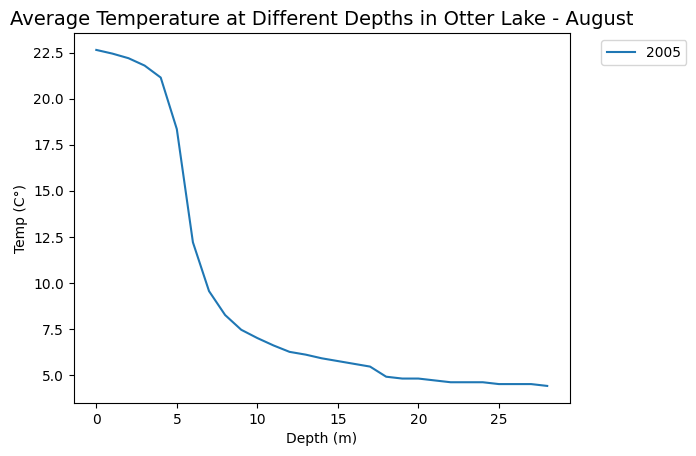 Average Temperature at Different Depths in Otter Lake - August
2005
22.5
20.0
17.5
15.0
12.5
10.0
7.5
5.0
Temp (C°)
0 5 10 15 20 25
Depth (m)